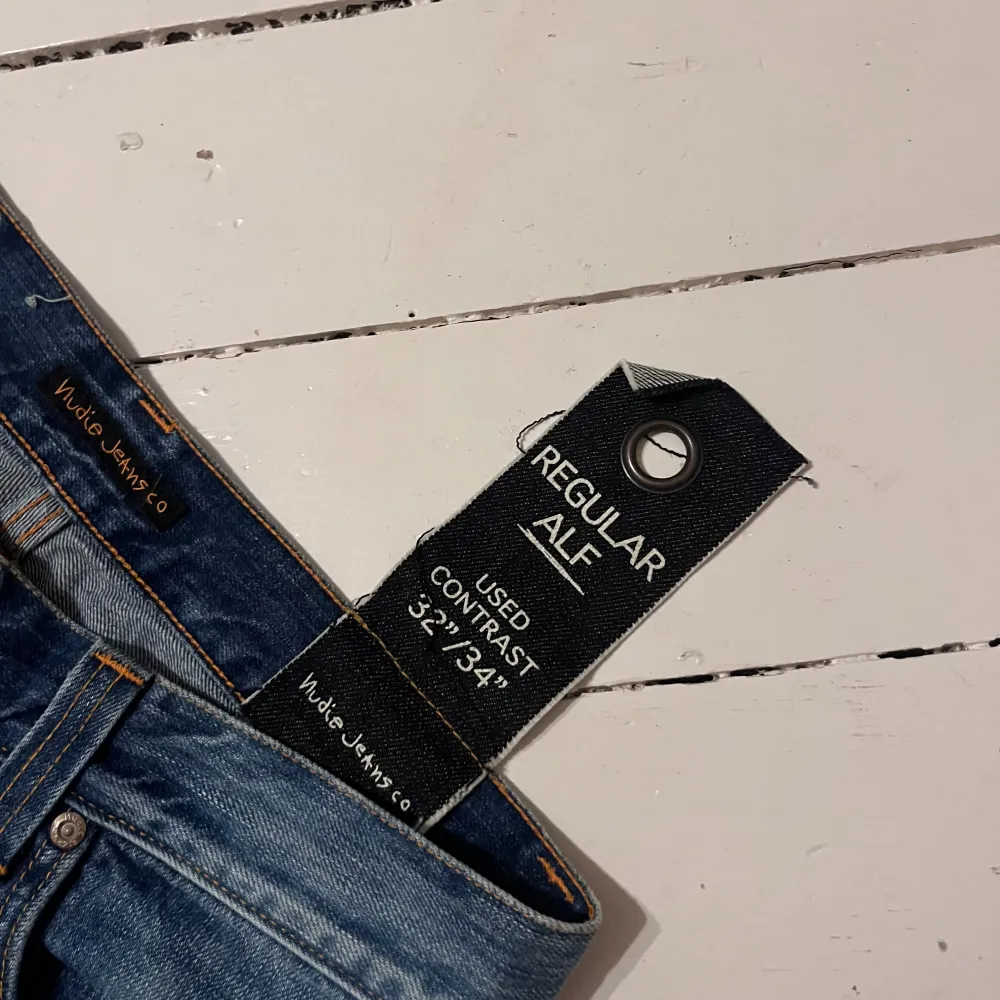 Nudie Jeans co
REGULAR
ALF
USED
CONTRAST
32”/34”
Nudie Jeans co